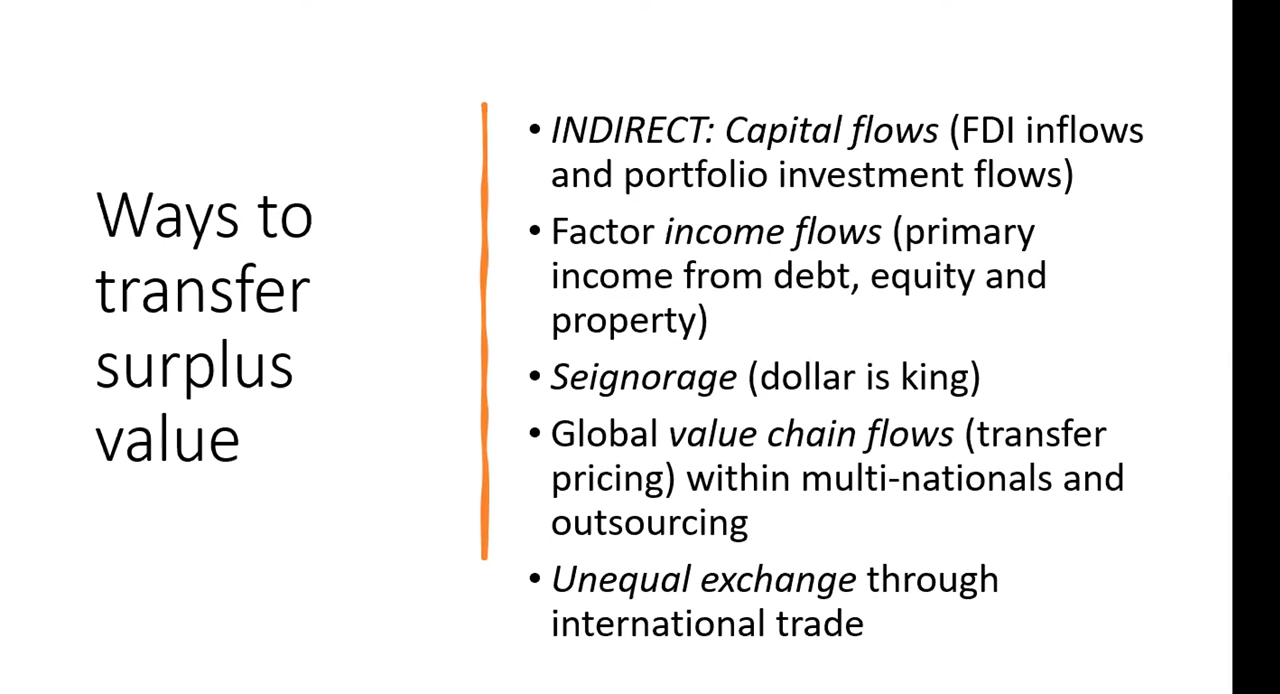 Ways to
transfer
surplus
value
• INDIRECT: Capital flows (FDI inflows
and portfolio investment flows)
• Factor income flows (primary
income from debt, equity and
property)
• Seignorage (dollar is king)
• Global value chain flows (transfer
pricing) within multi-nationals and
outsourcing
• Unequal exchange through
international trade